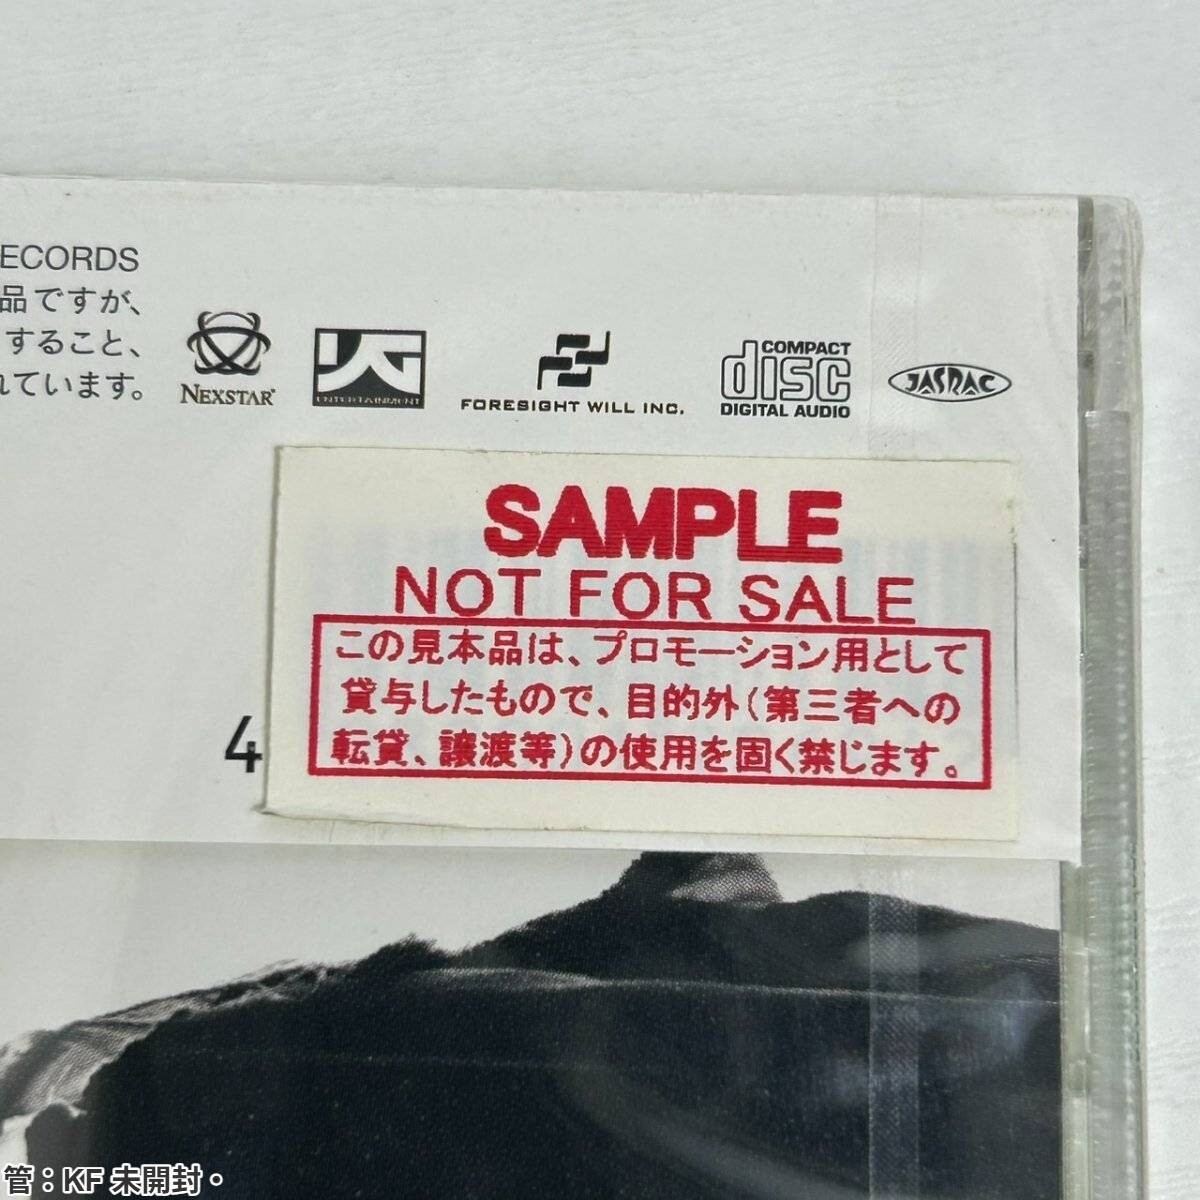 ECORDS
品ですが、
すること、
れています。
NEXSTAR
YG
ENTERTAINMENT
FORESIGHT WILL INC.
COMPACT
disc
DIGITAL AUDIO
JASRAC
SAMPLE
NOT FOR SALE
この見本品は、プロモーション用として
貸与したもので、目的外(第三者への
転貸、譲渡等)の使用を固く禁じます。
4
管：KF 未開封。